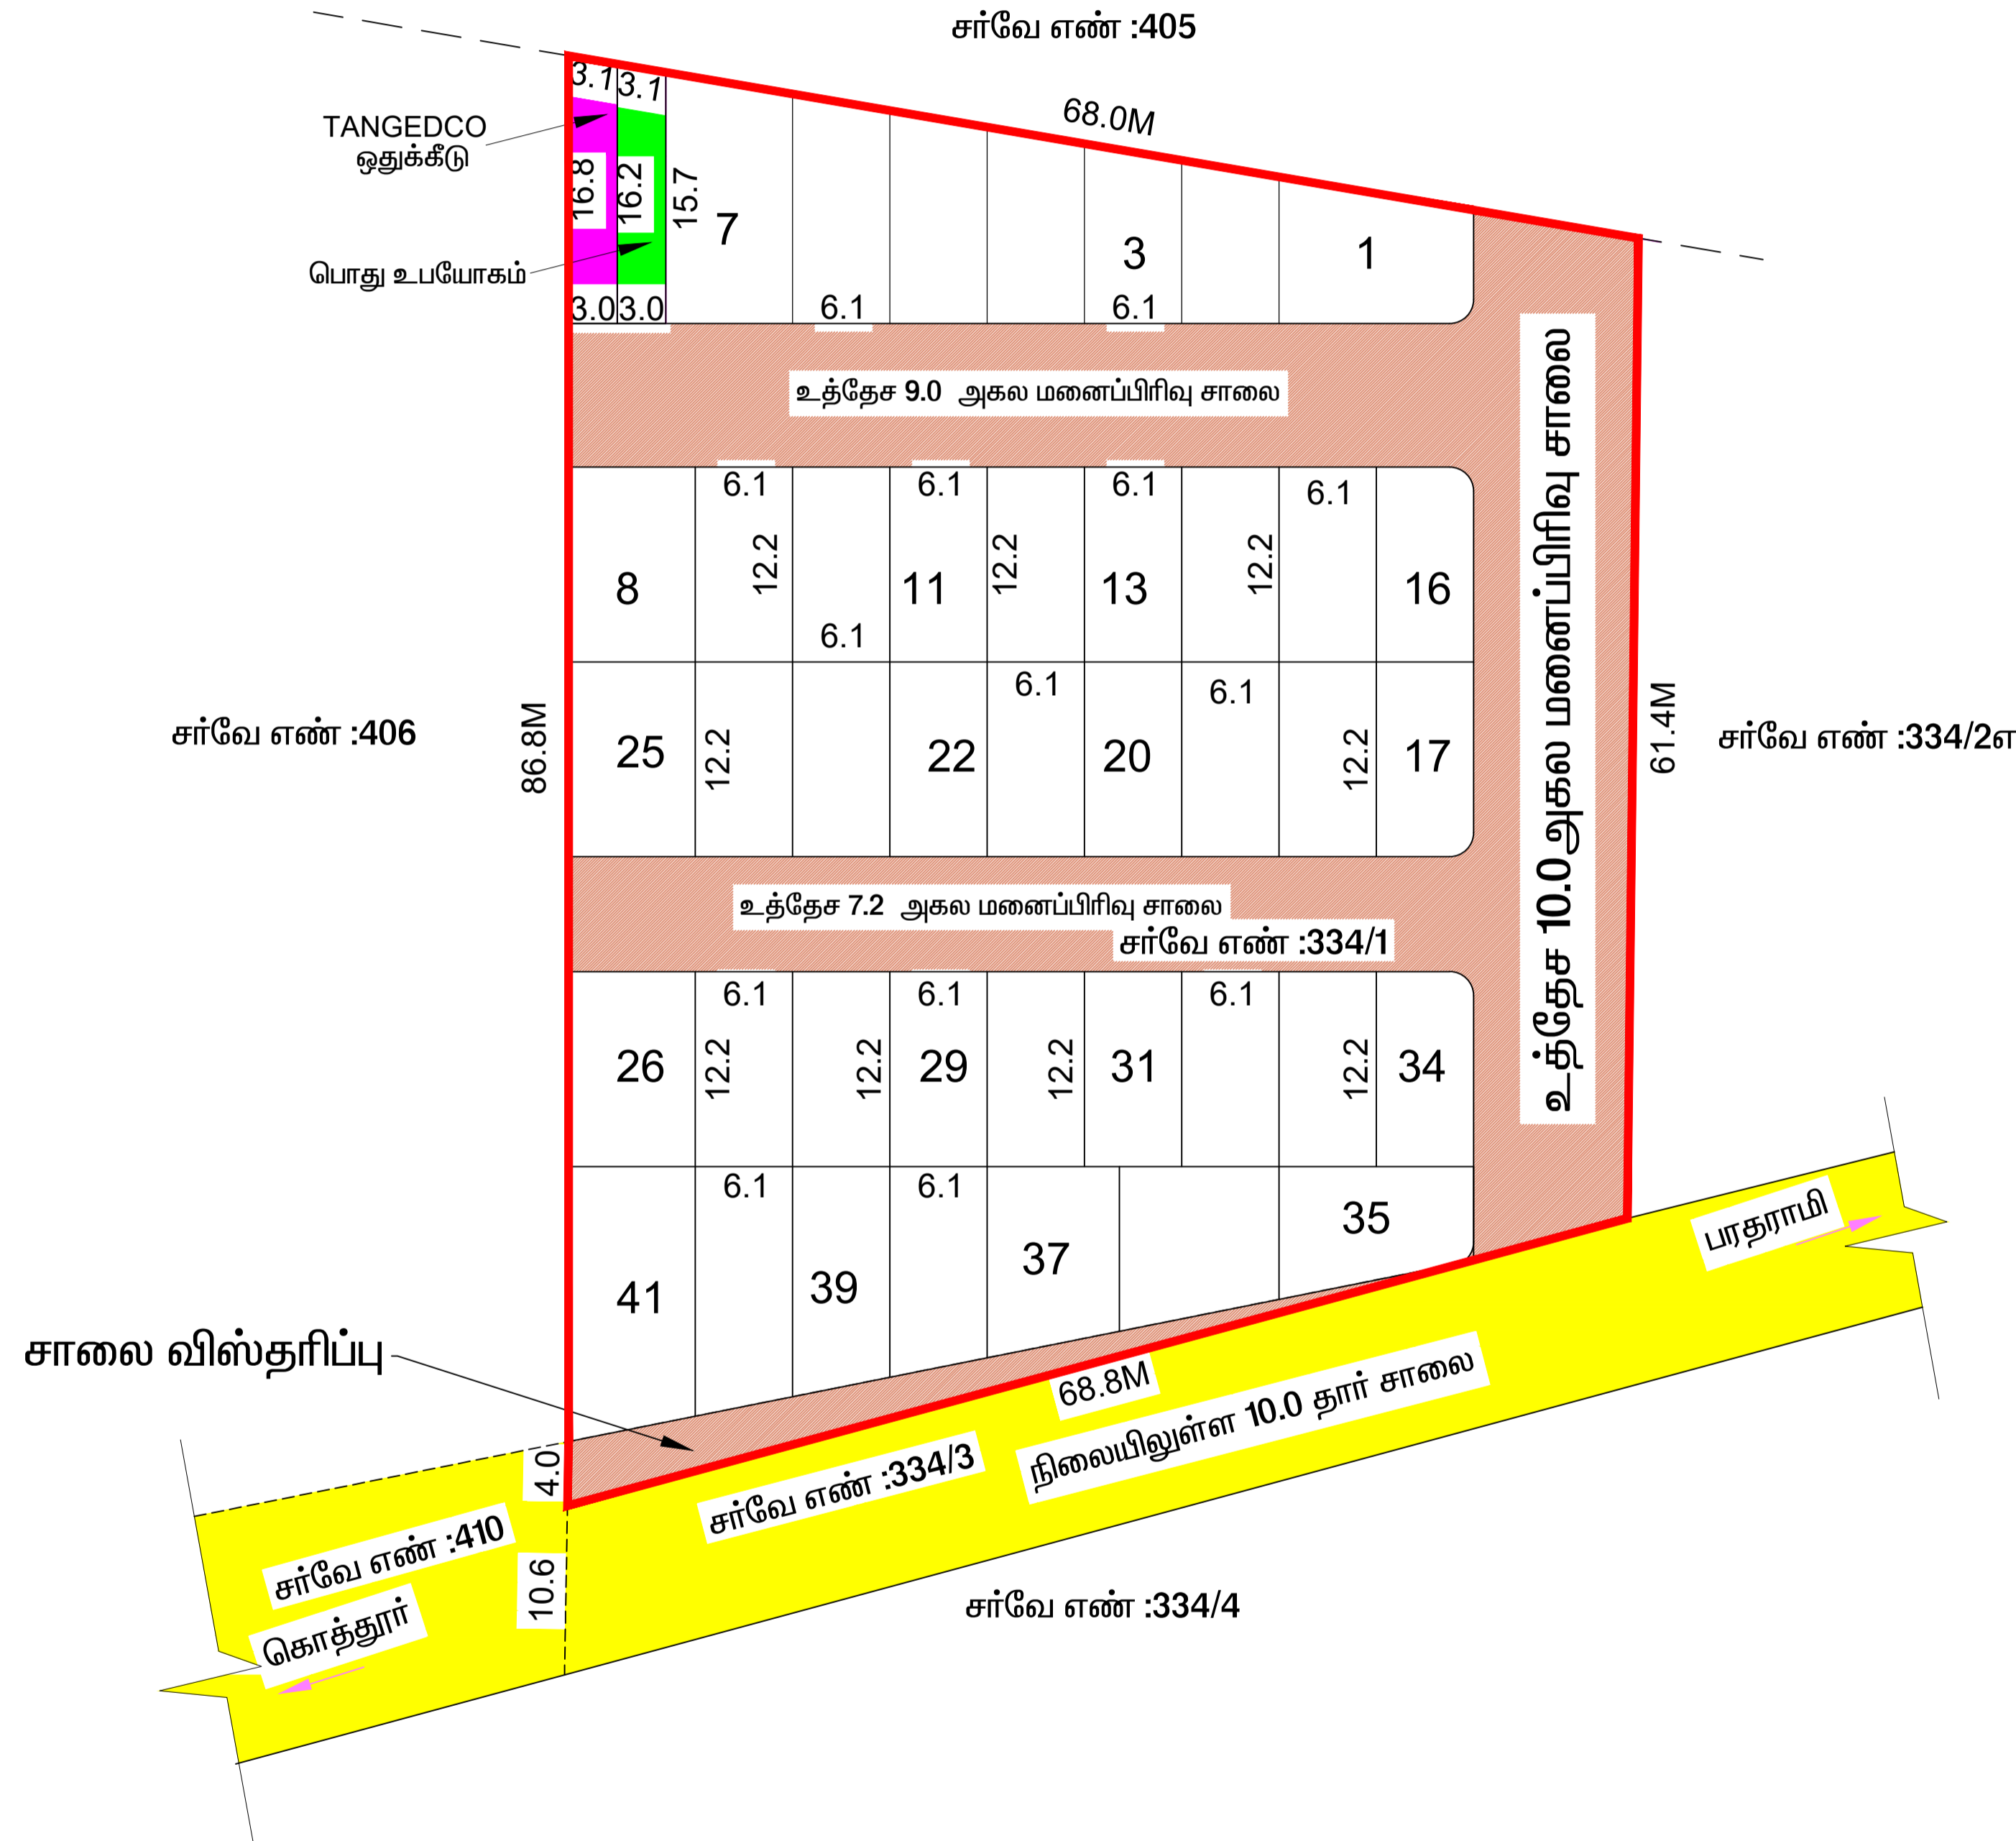 சர்வே எண் :405
3.1
3.1
68.0M
TANGEDCO
ஒதுக்கீடு
16.8
16.2
15.7
7
3
1
பொது உபயோகம்
3.0
3.0
6.1
6.1
உத்தேச 9.0 அகல மனைப்பிரிவு சாலை
உத்தேச 10.0 அகல மனைப்பிரிவு சாலை
6.1
6.1
6.1
6.1
12.2
12.2
12.2
8
11
13
16
6.1
6.1
6.1
சர்வே எண் :406
86.8M
25
12.2
22
20
12.2
17
61.4M
சர்வே எண் :334/2எ
உத்தேச 7.2 அகல மனைப்பிரிவு சாலை
சர்வே எண் :334/1
6.1
6.1
6.1
26
12.2
12.2
29
12.2
31
12.2
34
6.1
6.1
35
37
41
39
பரதராமி
சாலை விஸ்தரிப்பு
68.8M
நிலையிலுள்ள 10.0 தார் சாலை
4.0
சர்வே எண் :334/3
சர்வே எண் :410
10.6
கொத்தூர்
சர்வே எண் :334/4